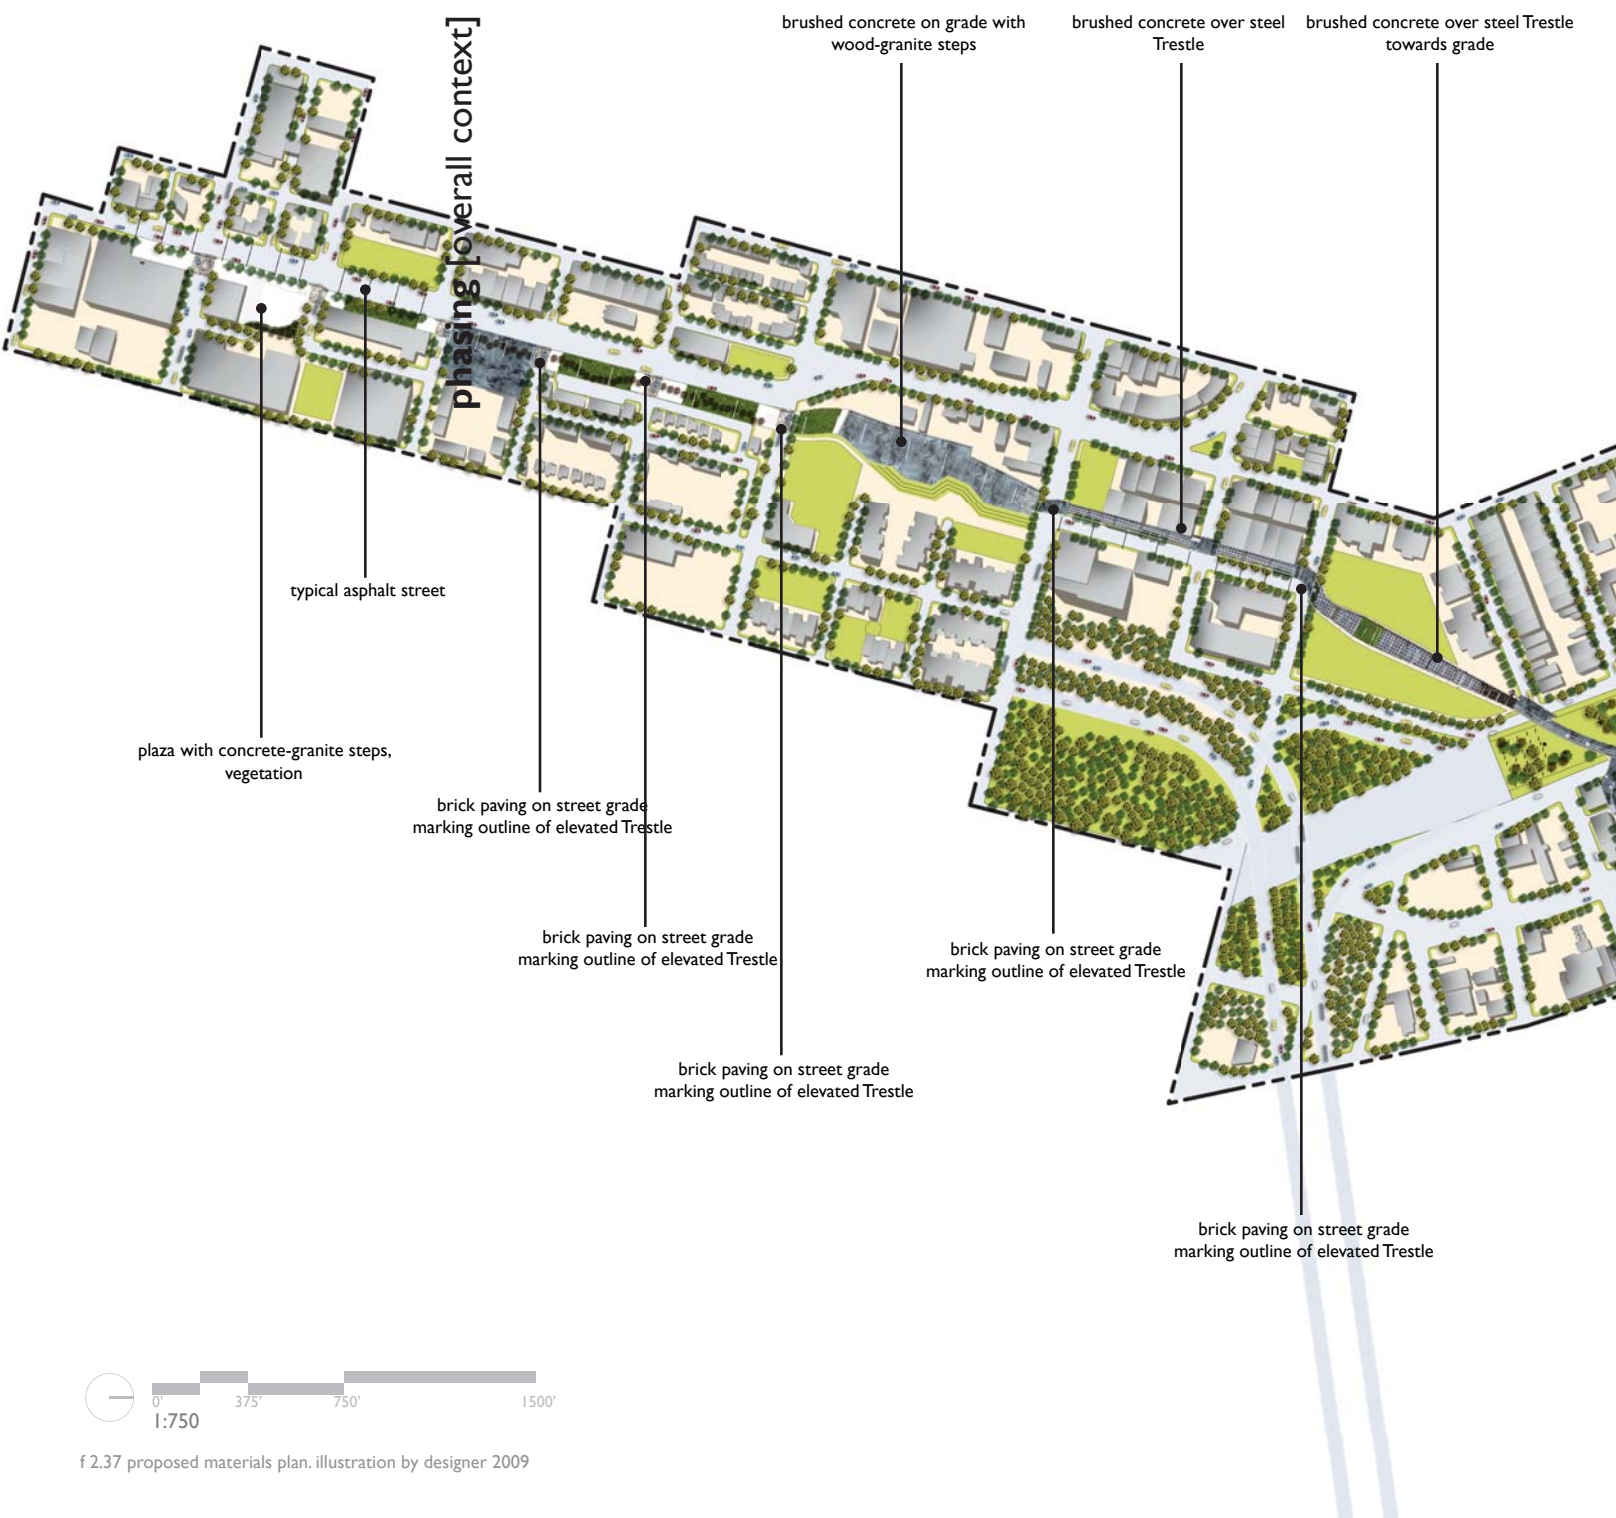 brushed concrete on grade with
wood-granite steps
brushed concrete over steel
Trestle
brushed concrete over steel Trestle
towards grade
phasing [overall context]
typical asphalt street
plaza with concrete-granite steps,
vegetation
brick paving on street grade
marking outline of elevated Trestle
brick paving on street grade
marking outline of elevated Trestle
brick paving on street grade
marking outline of elevated Trestle
brick paving on street grade
marking outline of elevated Trestle
brick paving on street grade
marking outline of elevated Trestle
0' 375' 750' 1500'
1:750
f 2.37 proposed materials plan. illustration by designer 2009